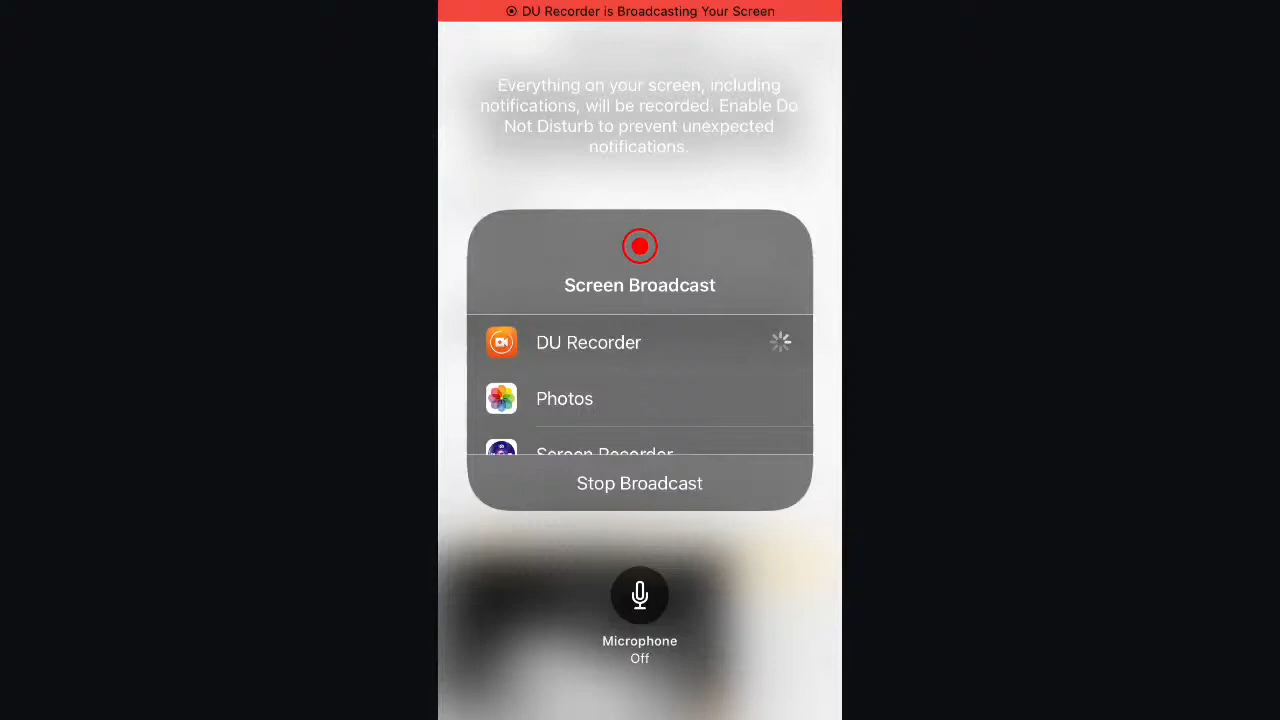 DU Recorder is Broadcasting Your Screen
Everything on your screen, including
notifications, will be recorded. Enable Do
Not Disturb to prevent unexpected
notifications.
Screen Broadcast
DU Recorder
Photos
Screen Recorder
Stop Broadcast
Microphone
Off